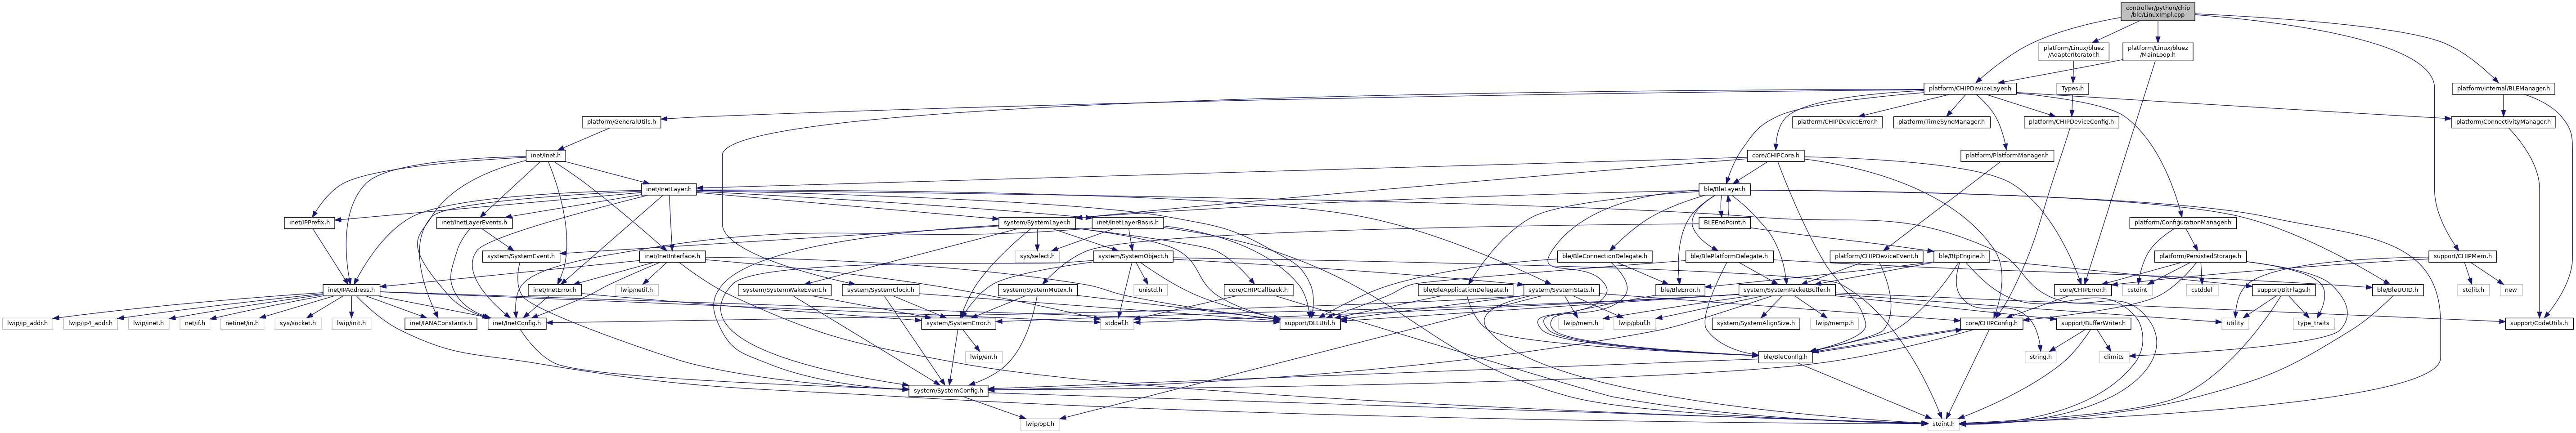 controller/python/chip
/ble/LinuxImpl.cpp
platform/Linux/bluez
/AdapterIterator.h
platform/Linux/bluez
/MainLoop.h
platform/CHIPDeviceLayer.h
Types.h
platform/internal/BLEManager.h
platform/GeneralUtils.h
platform/CHIPDeviceError.h
platform/TimeSyncManager.h
platform/CHIPDeviceConfig.h
platform/ConnectivityManager.h
inet/Inet.h
core/CHIPCore.h
platform/PlatformManager.h
inet/InetLayer.h
ble/BleLayer.h
inet/IPPrefix.h
inet/InetLayerEvents.h
system/SystemLayer.h
inet/InetLayerBasis.h
BLEEndPoint.h
platform/ConfigurationManager.h
system/SystemEvent.h
inet/InetInterface.h
sys/select.h
system/SystemObject.h
ble/BleConnectionDelegate.h
ble/BlePlatformDelegate.h
platform/CHIPDeviceEvent.h
ble/BtpEngine.h
platform/PersistedStorage.h
support/CHIPMem.h
inet/IPAddress.h
inet/InetError.h
lwip/netif.h
system/SystemWakeEvent.h
system/SystemClock.h
system/SystemMutex.h
unistd.h
core/CHIPCallback.h
ble/BleApplicationDelegate.h
system/SystemStats.h
ble/BleError.h
system/SystemPacketBuffer.h
core/CHIPError.h
cstdint
cstddef
support/BitFlags.h
ble/BleUUID.h
stdlib.h
new
lwip/ip_addr.h
lwip/ip4_addr.h
lwip/inet.h
net/if.h
netinet/in.h
sys/socket.h
lwip/init.h
inet/IANAConstants.h
inet/InetConfig.h
system/SystemError.h
stddef.h
support/DLLUtil.h
lwip/mem.h
lwip/pbuf.h
system/SystemAlignSize.h
lwip/memp.h
core/CHIPConfig.h
support/BufferWriter.h
utility
type_traits
support/CodeUtils.h
lwip/err.h
ble/BleConfig.h
string.h
climits
system/SystemConfig.h
lwip/opt.h
stdint.h